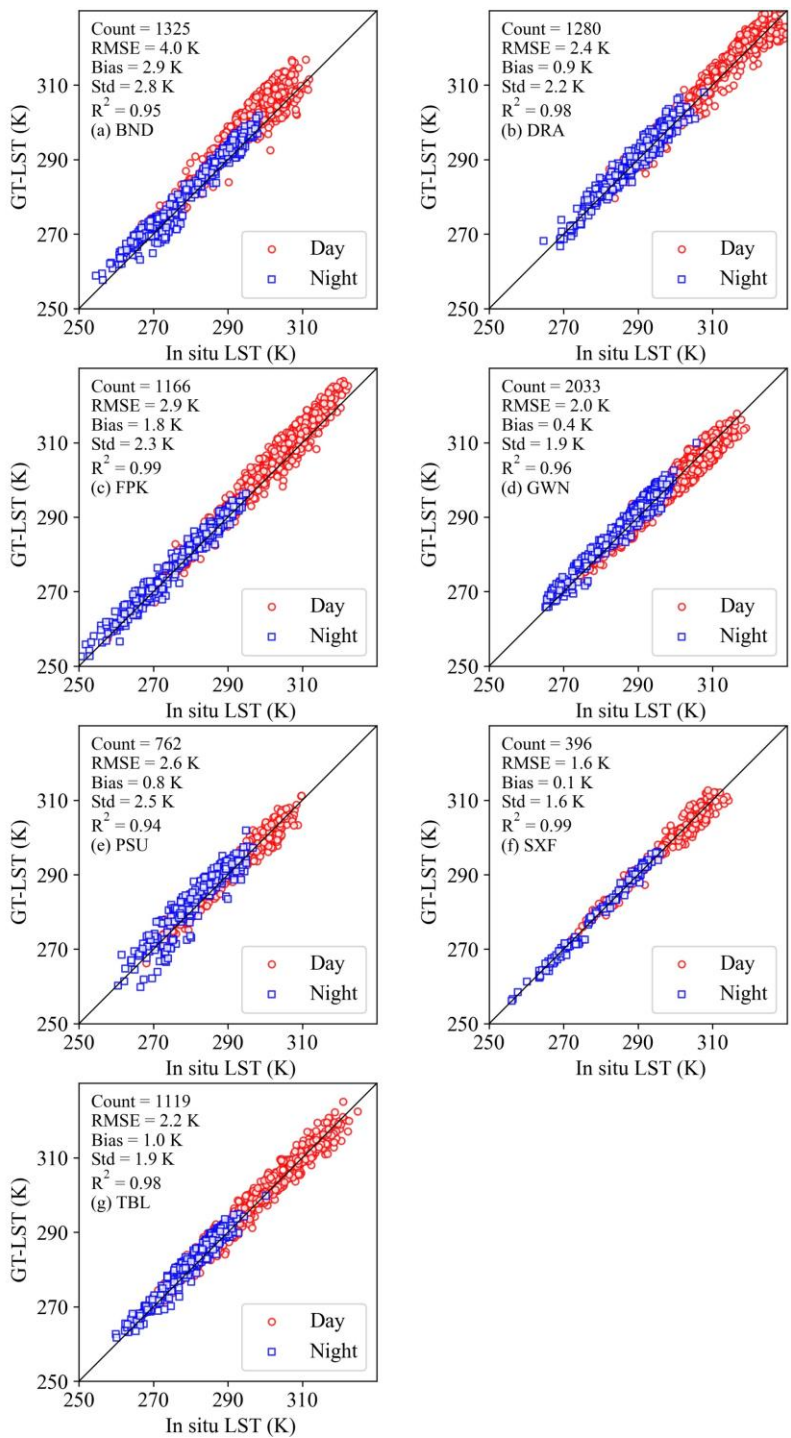 Count = 1325
RMSE = 4.0 K
Bias = 2.9 K
Std = 2.8 K
R² = 0.95
(a) BND
GT-LST (K)
310
290
270
250
Day
Night
250 270 290 310
In situ LST (K)
Count = 1280
RMSE = 2.4 K
Bias = 0.9 K
Std = 2.2 K
R² = 0.98
(b) DRA
GT-LST (K)
310
290
270
250
Day
Night
250 270 290 310
In situ LST (K)
Count = 1166
RMSE = 2.9 K
Bias = 1.8 K
Std = 2.3 K
R² = 0.99
(c) FPK
GT-LST (K)
310
290
270
250
Day
Night
250 270 290 310
In situ LST (K)
Count = 2033
RMSE = 2.0 K
Bias = 0.4 K
Std = 1.9 K
R² = 0.96
(d) GWN
GT-LST (K)
310
290
270
250
Day
Night
250 270 290 310
In situ LST (K)
Count = 762
RMSE = 2.6 K
Bias = 0.8 K
Std = 2.5 K
R² = 0.94
(e) PSU
GT-LST (K)
310
290
270
250
Day
Night
250 270 290 310
In situ LST (K)
Count = 396
RMSE = 1.6 K
Bias = 0.1 K
Std = 1.6 K
R² = 0.99
(f) SXF
GT-LST (K)
310
290
270
250
Day
Night
250 270 290 310
In situ LST (K)
Count = 1119
RMSE = 2.2 K
Bias = 1.0 K
Std = 1.9 K
R² = 0.98
(g) TBL
GT-LST (K)
310
290
270
250
Day
Night
250 270 290 310
In situ LST (K)